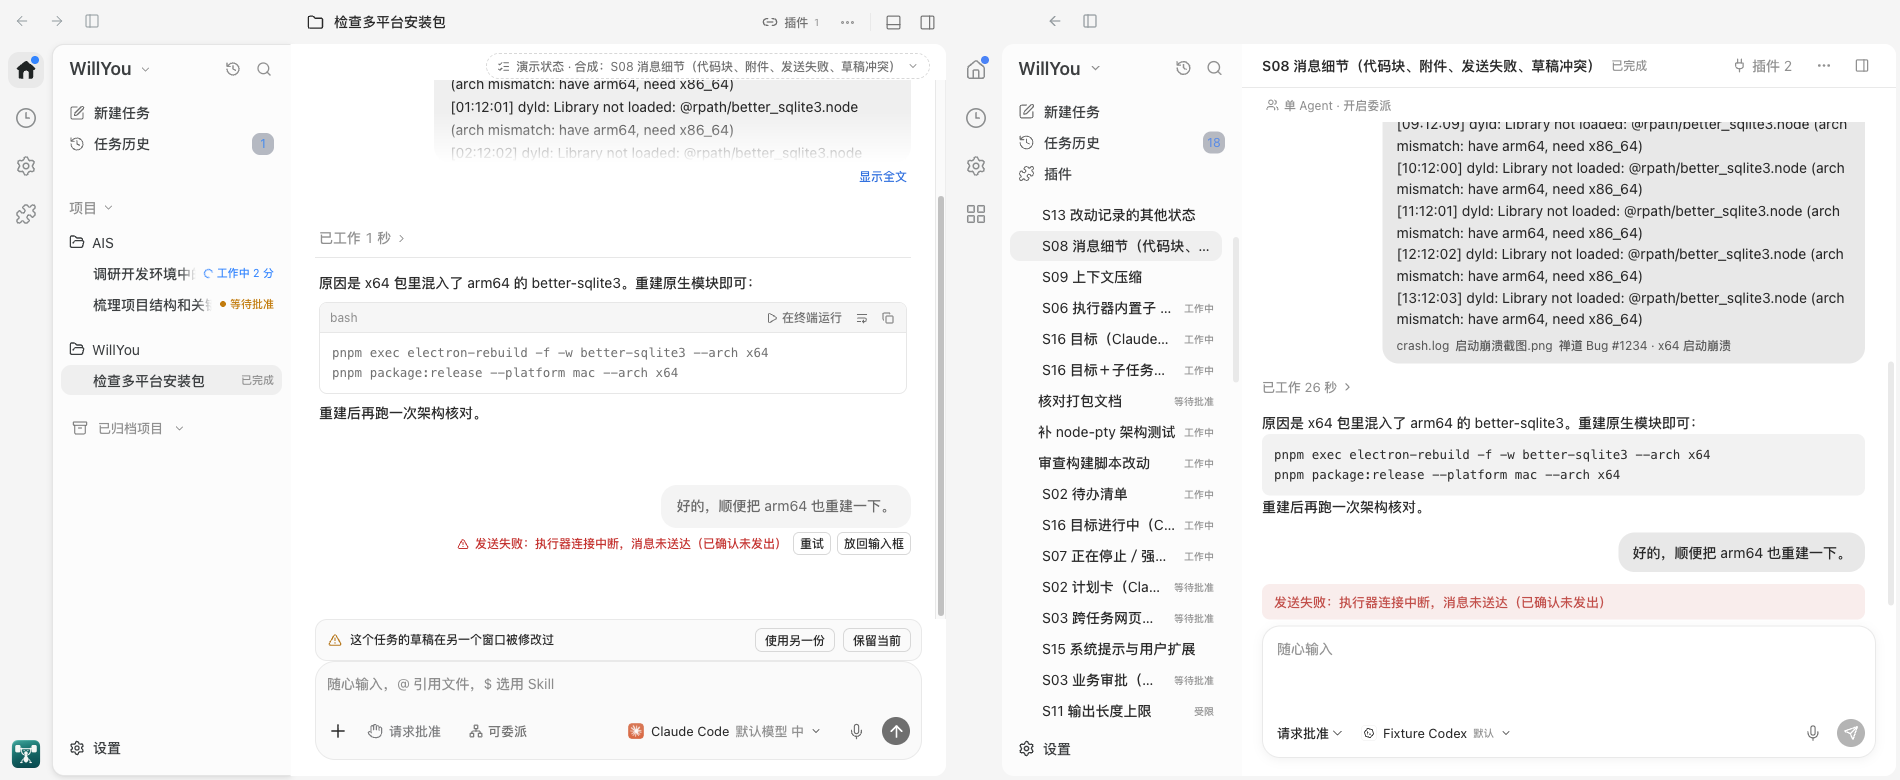 检查多平台安装包
插件 1
WillYou
新建任务
任务历史
1
项目
AIS
调研开发环境中
工作中 2 分
梳理项目结构和关
等待批准
WillYou
检查多平台安装包
已完成
已归档项目
设置
演示状态 · 合成：S08 消息细节（代码块、附件、发送失败、草稿冲突）
(arch mismatch: have arm64, need x86_64)
[01:12:01] dyld: Library not loaded: @rpath/better_sqlite3.node
(arch mismatch: have arm64, need x86_64)
[02:12:02] dyld: Library not loaded: @rpath/better_sqlite3.node
显示全文
已工作 1 秒
原因是 x64 包里混入了 arm64 的 better-sqlite3。重建原生模块即可：
bash
在终端运行
pnpm exec electron-rebuild -f -w better-sqlite3 --arch x64
pnpm package:release --platform mac --arch x64
重建后再跑一次架构核对。
好的，顺便把 arm64 也重建一下。
发送失败：执行器连接中断，消息未送达（已确认未发出）
重试
放回输入框
这个任务的草稿在另一个窗口被修改过
使用另一份
保留当前
随心输入，@ 引用文件，$ 选用 Skill
请求批准
可委派
Claude Code 默认模型 中
WillYou
新建任务
任务历史
18
插件
S13 改动记录的其他状态
S08 消息细节（代码块、...
S09 上下文压缩
S06 执行器内置子 ...
工作中
S16 目标（Claude...
工作中
S16 目标＋子任务...
工作中
核对打包文档
等待批准
补 node-pty 架构测试
工作中
审查构建脚本改动
工作中
S02 待办清单
工作中
S16 目标进行中（C...
工作中
S07 正在停止 / 强...
工作中
S02 计划卡（Cla...
等待批准
S03 跨任务网页...
等待批准
S15 系统提示与用户扩展
S03 业务审批（...
等待批准
S11 输出长度上限
受限
设置
S08 消息细节（代码块、附件、发送失败、草稿冲突）
已完成
插件 2
单 Agent · 开启委派
[09:12:09] dyld: Library not loaded: @rpath/better_sqlite3.node (arch
mismatch: have arm64, need x86_64)
[10:12:00] dyld: Library not loaded: @rpath/better_sqlite3.node (arch
mismatch: have arm64, need x86_64)
[11:12:01] dyld: Library not loaded: @rpath/better_sqlite3.node (arch
mismatch: have arm64, need x86_64)
[12:12:02] dyld: Library not loaded: @rpath/better_sqlite3.node (arch
mismatch: have arm64, need x86_64)
[13:12:03] dyld: Library not loaded: @rpath/better_sqlite3.node (arch
mismatch: have arm64, need x86_64)
crash.log 启动崩溃截图.png 禅道 Bug #1234 · x64 启动崩溃
已工作 26 秒
原因是 x64 包里混入了 arm64 的 better-sqlite3。重建原生模块即可：
pnpm exec electron-rebuild -f -w better-sqlite3 --arch x64
pnpm package:release --platform mac --arch x64
重建后再跑一次架构核对。
好的，顺便把 arm64 也重建一下。
发送失败：执行器连接中断，消息未送达（已确认未发出）
随心输入
请求批准
Fixture Codex 默认